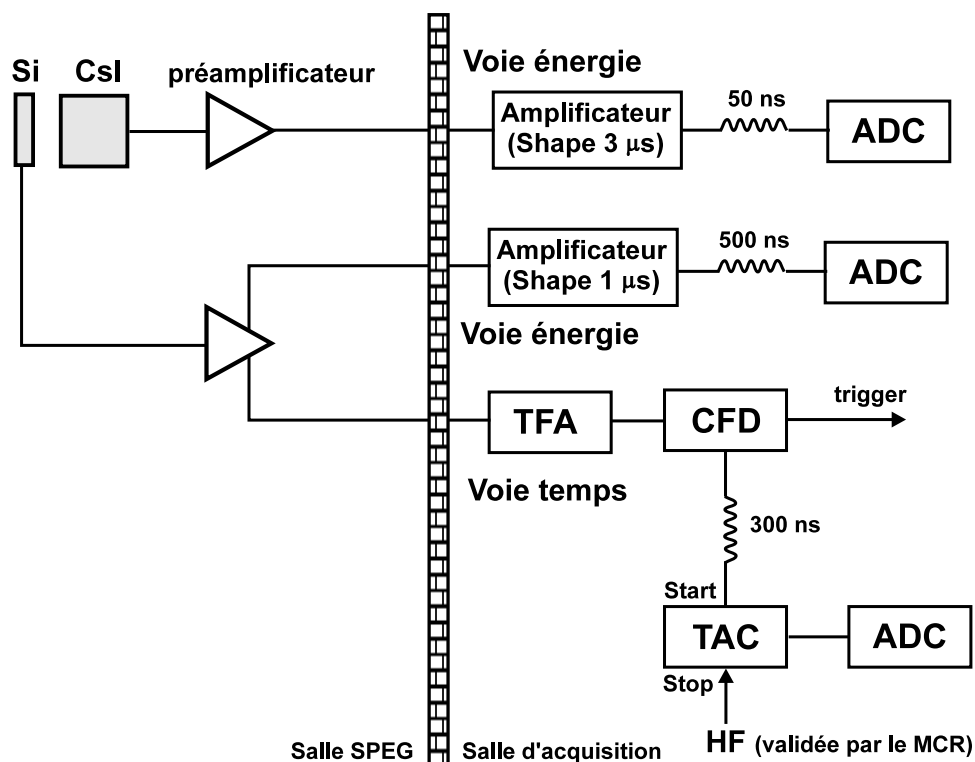 Si
CsI
préamplificateur
Voie énergie
Amplificateur
(Shape 3 µs)
50 ns
ADC
Amplificateur
(Shape 1 µs)
500 ns
ADC
Voie énergie
TFA
CFD
trigger
Voie temps
300 ns
Start
TAC
ADC
Stop
HF (validée par le MCR)
Salle SPEG
Salle d'acquisition